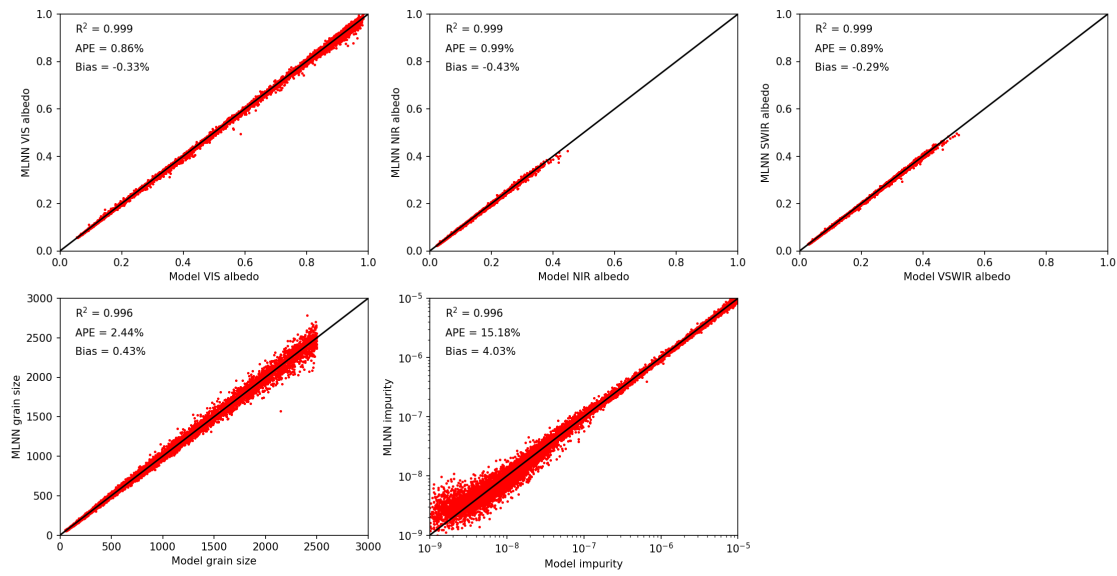 MLNN VIS albedo
1.0
0.8
0.6
0.4
0.2
0.0
R² = 0.999
APE = 0.86%
Bias = -0.33%
0.0 0.2 0.4 0.6 0.8 1.0
Model VIS albedo
MLNN NIR albedo
1.0
0.8
0.6
0.4
0.2
0.0
R² = 0.999
APE = 0.99%
Bias = -0.43%
0.0 0.2 0.4 0.6 0.8 1.0
Model NIR albedo
MLNN SWIR albedo
1.0
0.8
0.6
0.4
0.2
0.0
R² = 0.999
APE = 0.89%
Bias = -0.29%
0.0 0.2 0.4 0.6 0.8 1.0
Model VSWIR albedo
MLNN grain size
3000
2500
2000
1500
1000
500
0
R² = 0.996
APE = 2.44%
Bias = 0.43%
0 500 1000 1500 2000 2500 3000
Model grain size
MLNN impurity
10⁻⁵
10⁻⁶
10⁻⁷
10⁻⁸
10⁻⁹
R² = 0.996
APE = 15.18%
Bias = 4.03%
10⁻⁹ 10⁻⁸ 10⁻⁷ 10⁻⁶ 10⁻⁵
Model impurity